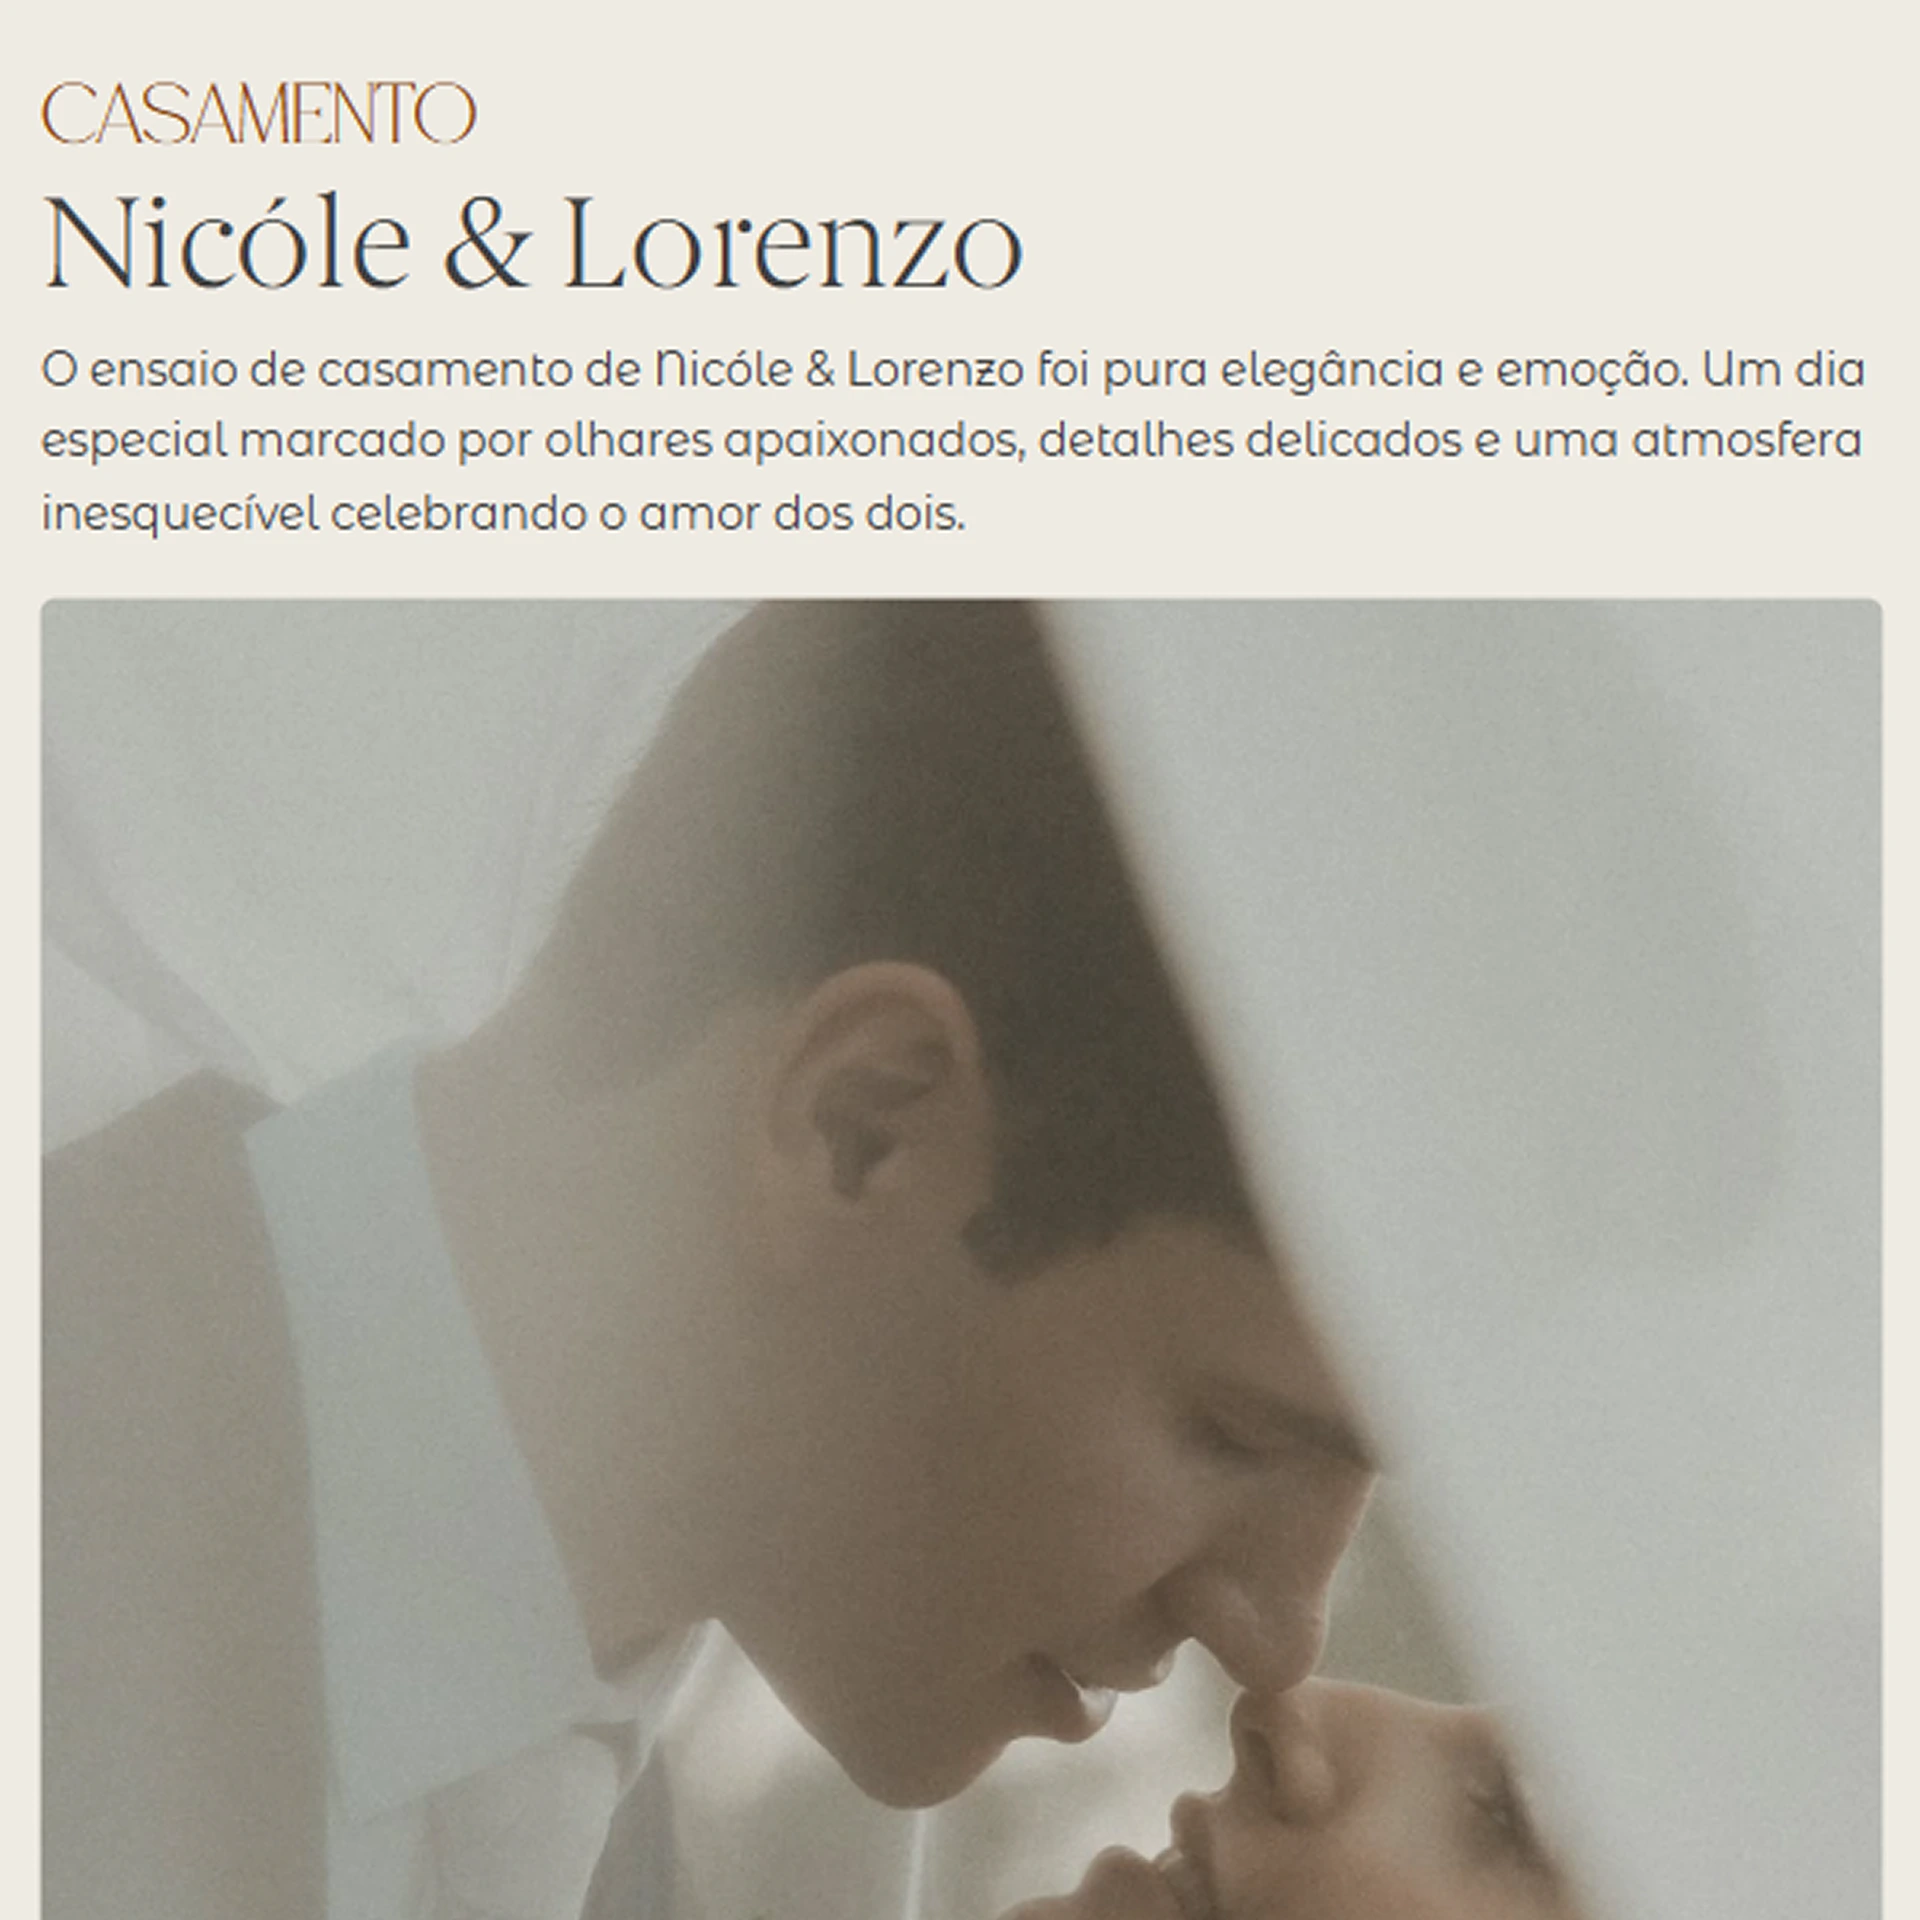 CASAMENTO
Nicóle & Lorenzo
O ensaio de casamento de Nicóle & Lorenzo foi pura elegância e emoção. Um dia
especial marcado por olhares apaixonados, detalhes delicados e uma atmosfera
inesquecível celebrando o amor dos dois.